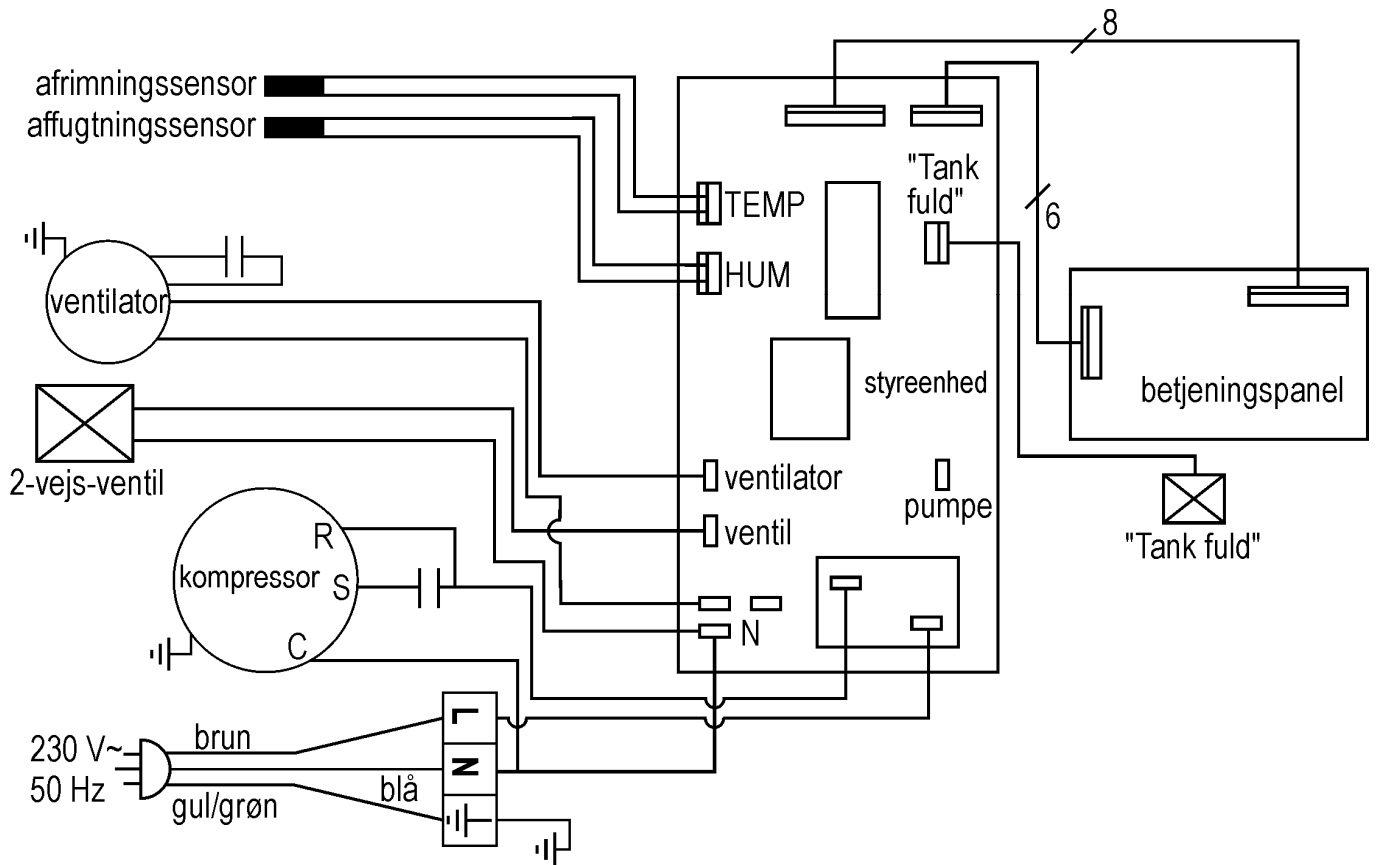 8
afrimningssensor
affugtningssensor
"Tank
fuld"
TEMP
6
HUM
ventilator
styreenhed
betjeningspanel
2-vejs-ventil
ventilator
pumpe
ventil
"Tank fuld"
R
kompressor
S
N
C
L
brun
230 V~
N
50 Hz
blå
gul/grøn